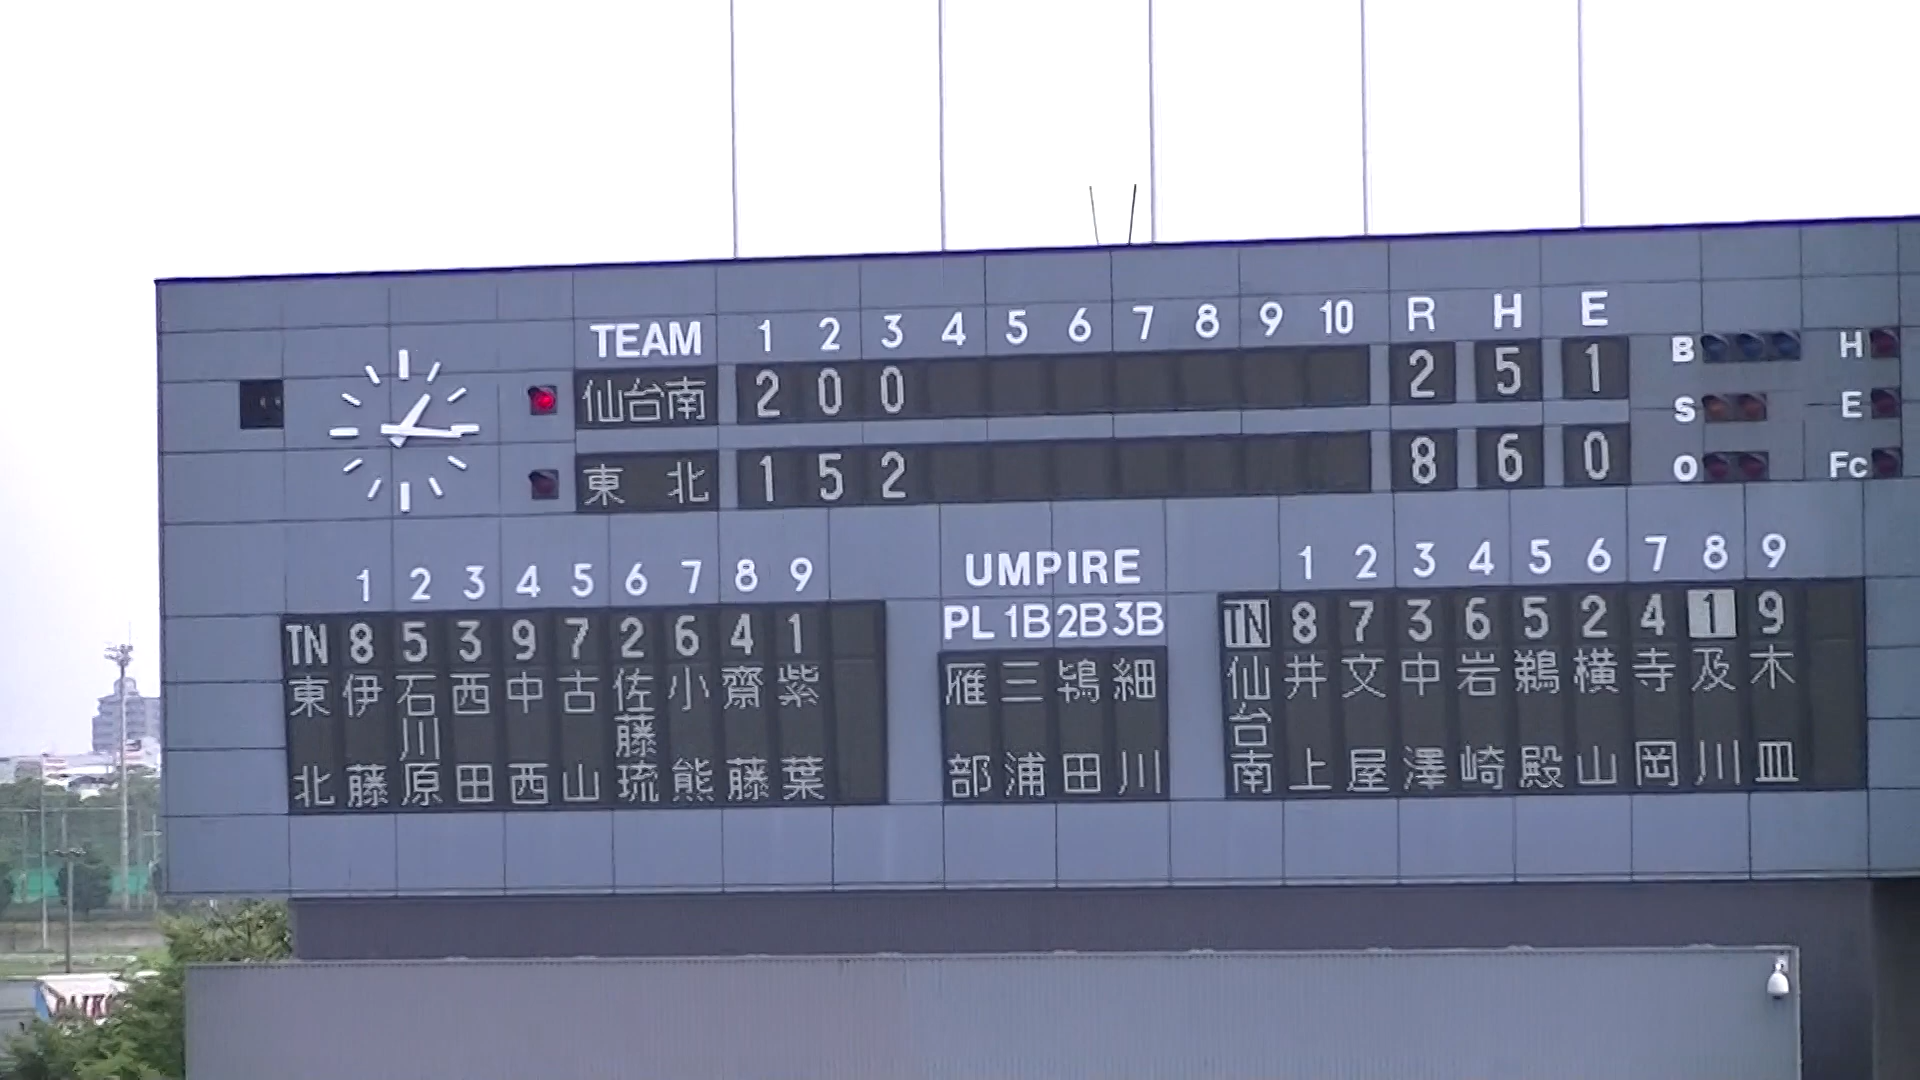 TEAM 1 2 3 4 5 6 7 8 9 10 R H E
仙台南 2 0 0 2 5 1
東北 1 5 2 8 6 0
B H
S E
O Fc
1 2 3 4 5 6 7 8 9
TN 8 5 3 9 7 2 6 4 1
東北 伊藤 石川原 西田 中西 古山 佐藤琉 小熊 齋藤 紫葉
UMPIRE
PL 1B 2B 3B
雁部 三浦 鴇田 細川
1 2 3 4 5 6 7 8 9
TN 8 7 3 6 5 2 4 1 9
仙台南 井上 文屋 中澤 岩崎 鵜殿 横山 寺岡 及川 木皿